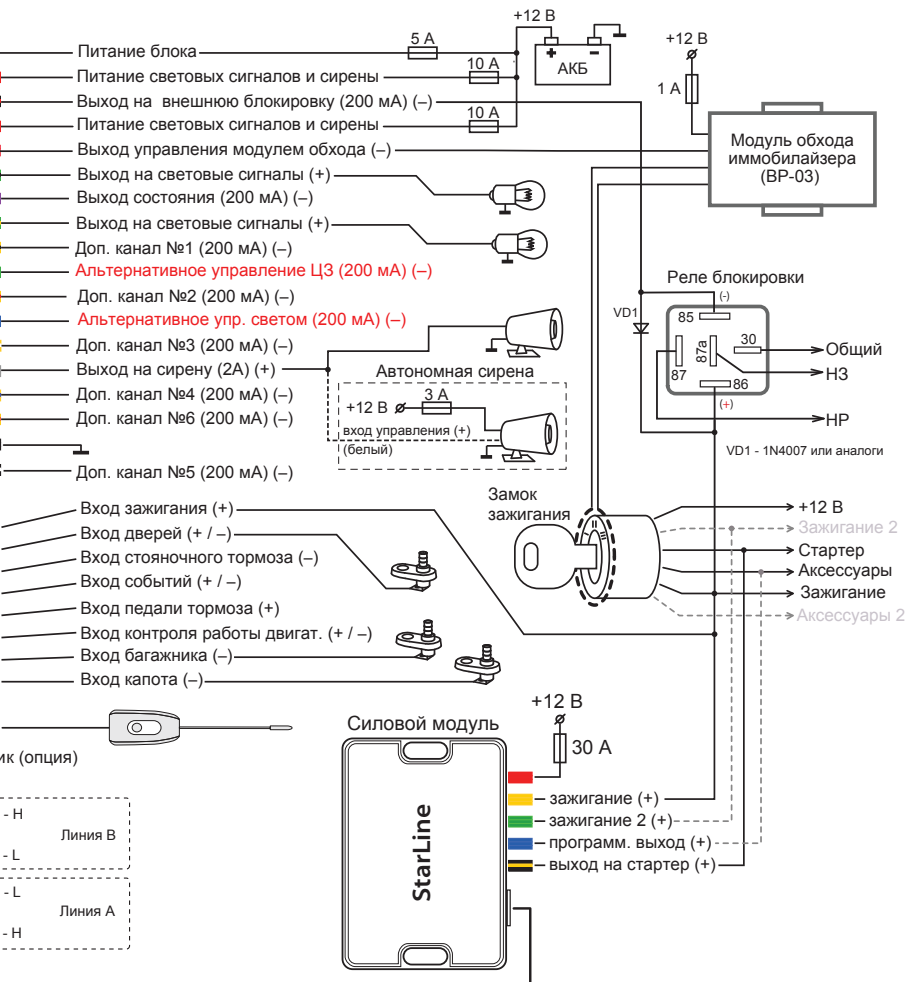 +12 В
Питание блока
5 А
+12 В
Питание световых сигналов и сирены
10 А
АКБ
1 А
Выход на внешнюю блокировку (200 мА) (–)
Питание световых сигналов и сирены
10 А
Модуль обхода
иммобилайзера
(BP-03)
Выход управления модулем обхода (–)
Выход на световые сигналы (+)
Выход состояния (200 мА) (–)
Выход на световые сигналы (+)
Доп. канал №1 (200 мА) (–)
Альтернативное управление ЦЗ (200 мА) (–)
Доп. канал №2 (200 мА) (–)
Альтернативное упр. светом (200 мА) (–)
Доп. канал №3 (200 мА) (–)
Выход на сирену (2А) (+)
Доп. канал №4 (200 мА) (–)
Доп. канал №6 (200 мА) (–)
Доп. канал №5 (200 мА) (–)
Реле блокировки
(-)
VD1
85
30
87a
87
86
(+)
Общий
НЗ
НР
VD1 - 1N4007 или аналоги
Автономная сирена
3 А
+12 В
вход управления (+)
(белый)
Вход зажигания (+)
Вход дверей (+ / –)
Вход стояночного тормоза (–)
Вход событий (+ / –)
Вход педали тормоза (+)
Вход контроля работы двигат. (+ / –)
Вход багажника (–)
Вход капота (–)
Замок
зажигания
+12 В
Зажигание 2
Стартер
Аксессуары
Зажигание
Аксессуары 2
ик (опция)
- H
Линия B
- L
- L
Линия A
- H
Силовой модуль
+12 В
30 А
StarLine
зажигание (+)
зажигание 2 (+)
программ. выход (+)
выход на стартер (+)